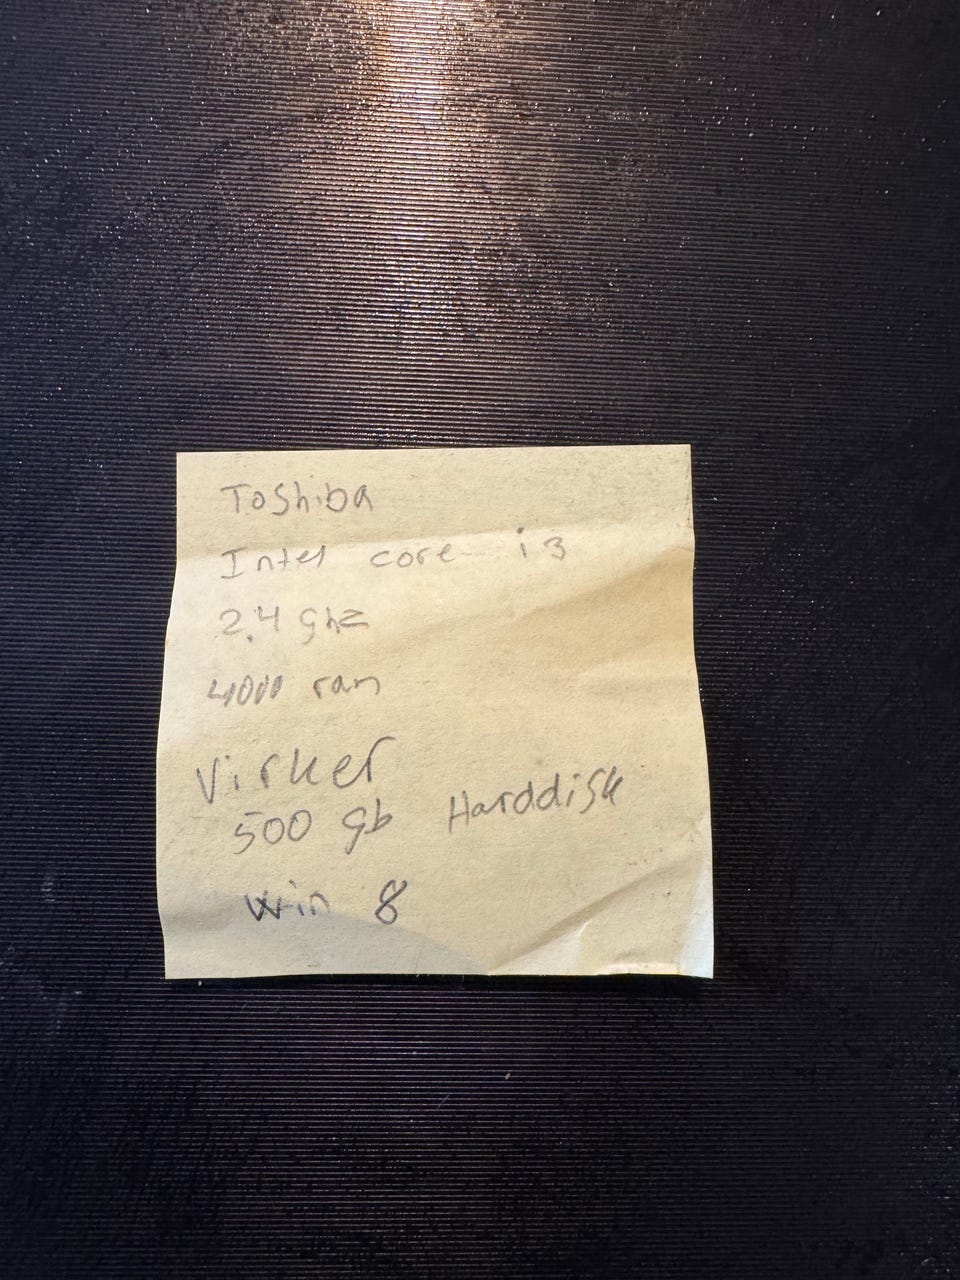 Toshiba
Intel core i3
2,4 ghz
4000 ram
Virker
500 gb Harddisk
Win 8